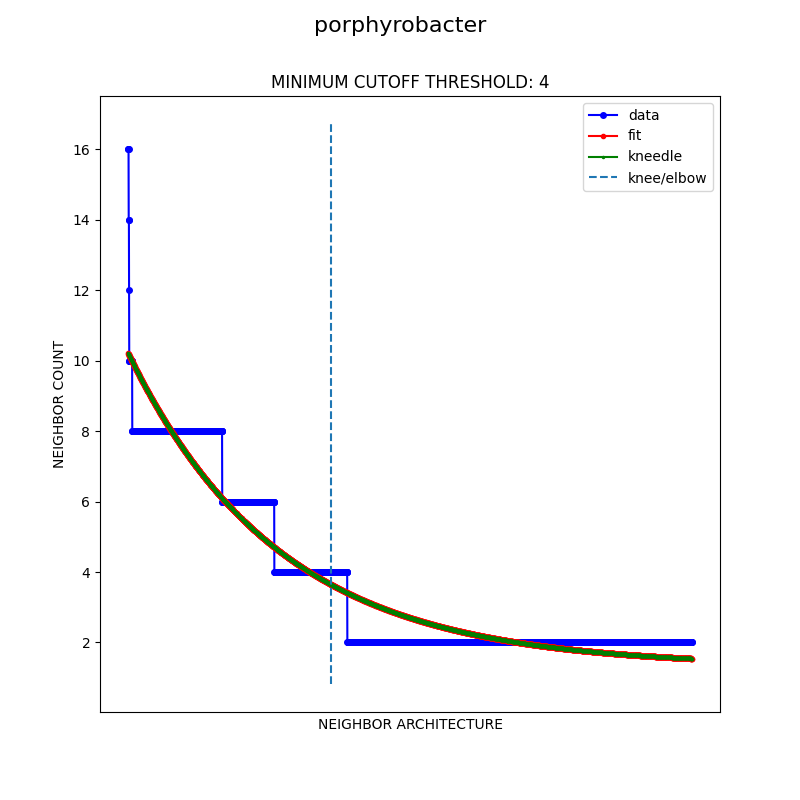 porphyrobacter
MINIMUM CUTOFF THRESHOLD: 4
data
fit
kneedle
knee/elbow
16
14
12
10
8
6
4
2
NEIGHBOR COUNT
NEIGHBOR ARCHITECTURE